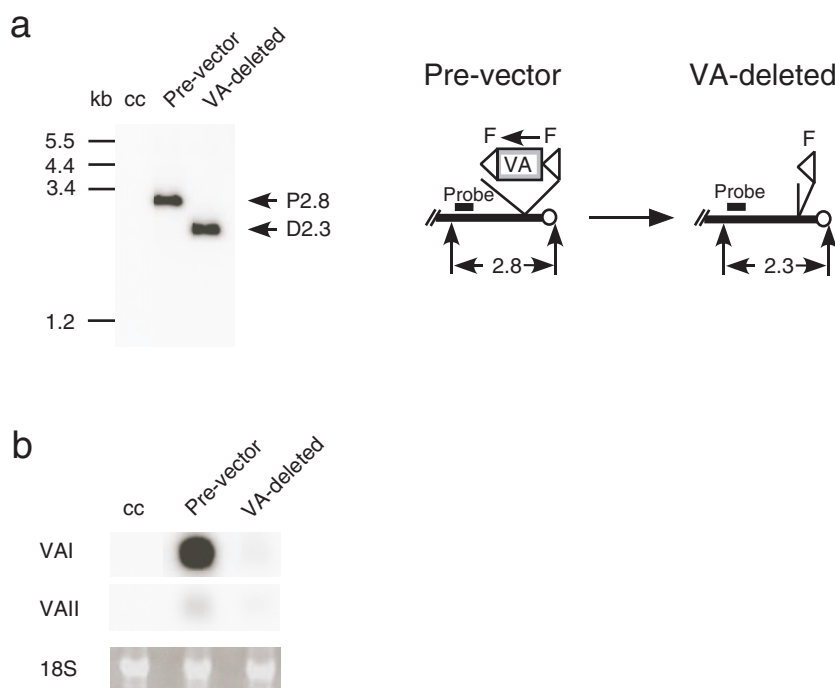 a
kb cc Pre-vector VA-deleted
5.5
4.4
3.4
1.2
P2.8
D2.3
Pre-vector
VA-deleted
F F
VA
Probe
2.8
F
Probe
2.3
b
cc Pre-vector VA-deleted
VAI
VAII
18S